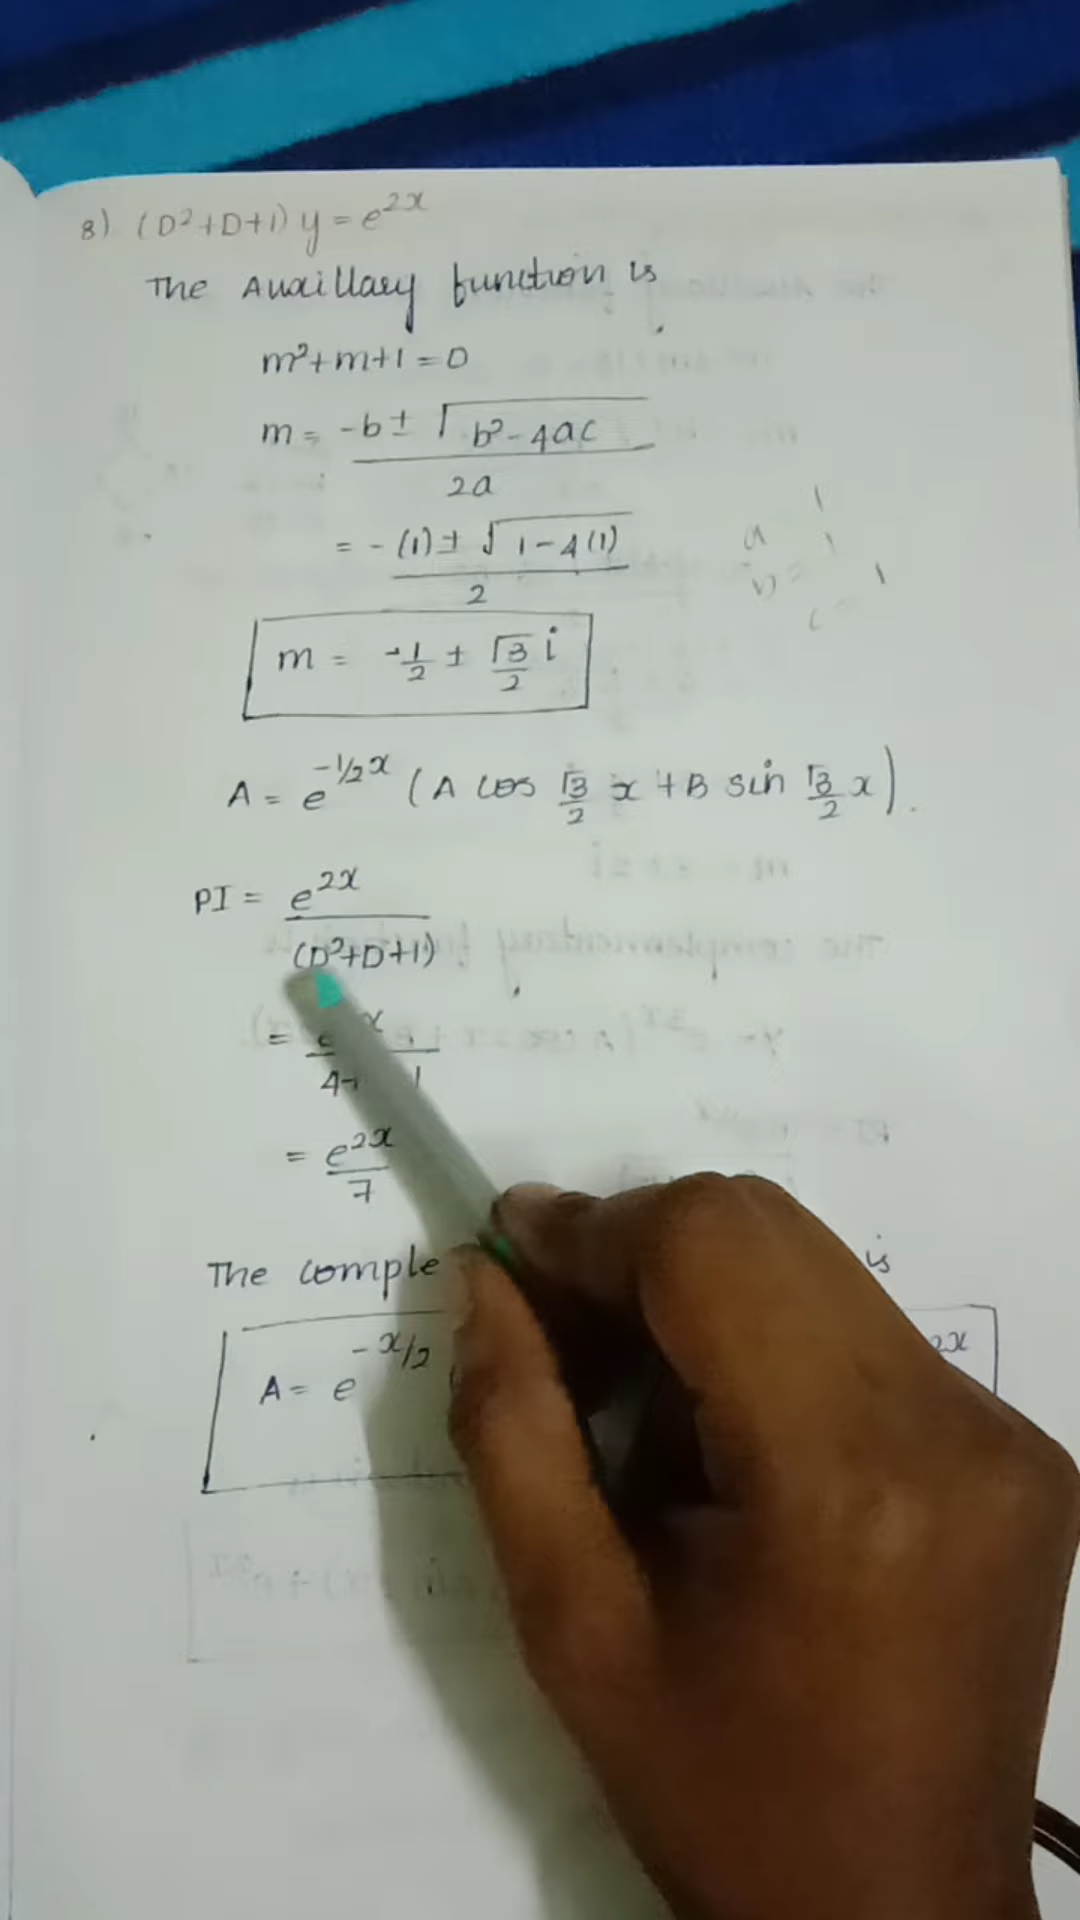 8). (D²+D+1) y = e^2x
The Auxillary function is
m²+m+1=0
m = -b ± √b²-4ac
2a
= -(1) ± √1-4(1)
2
m = -1/2 ± √3/2 i
A = e^-1/2x (A cos √3/2 x + B sin √3/2 x).
PI = e^2x
(D²+D+1)
= e^2x
7
The comple is
A = e^-x/2 2x